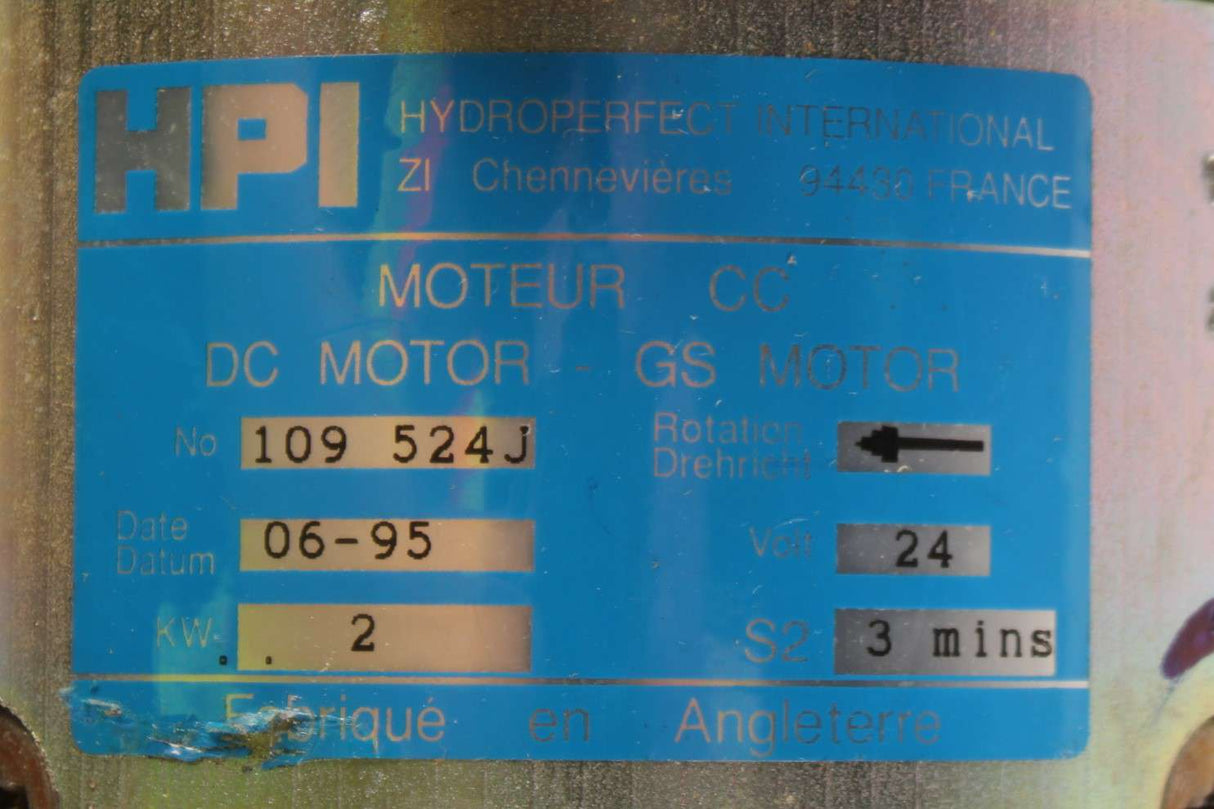 HPI
HYDROPERFECT INTERNATIONAL
ZI Chennevières 94430 FRANCE
MOTEUR CC
DC MOTOR - GS MOTOR
No 109 524J
Rotation
Drehricht
Date
Datum 06-95
Volt 24
KW 2
S2 3 mins
Fabriqué en Angleterre